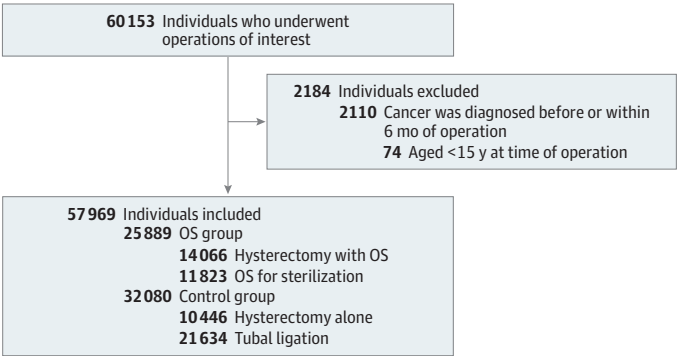 60153 Individuals who underwent
operations of interest
2184 Individuals excluded
2110 Cancer was diagnosed before or within
6 mo of operation
74 Aged <15 y at time of operation
57969 Individuals included
25889 OS group
14066 Hysterectomy with OS
11823 OS for sterilization
32080 Control group
10446 Hysterectomy alone
21634 Tubal ligation